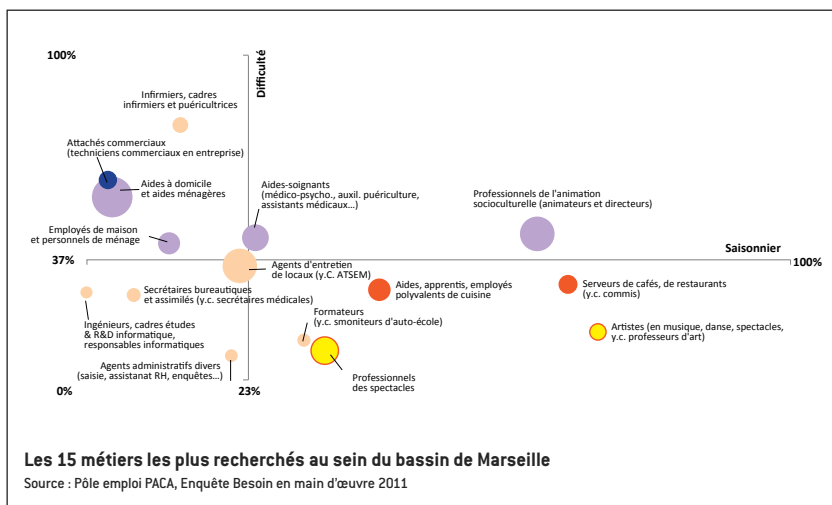 100%
Difficulté
Infirmiers, cadres
infirmiers et puéricultrices
Attachés commerciaux
(techniciens commerciaux en entreprise)
Aides à domicile
et aides ménagères
Aides-soignants
(médico-psycho., auxil. puériculture,
assistants médicaux...)
Professionnels de l'animation
socioculturelle (animateurs et directeurs)
Employés de maison
et personnels de ménage
Saisonnier
37%
100%
Agents d'entretien
de locaux (y.C. ATSEM)
Secrétaires bureautiques
et assimilés (y.c. secrétaires médicales)
Aides, apprentis, employés
polyvalents de cuisine
Serveurs de cafés, de restaurants
(y.c. commis)
Ingénieurs, cadres études
& R&D informatique,
responsables informatiques
Formateurs
(y.c. smoniteurs d'auto-école)
Artistes (en musique, danse, spectacles,
y.c. professeurs d'art)
Agents administratifs divers
(saisie, assistanat RH, enquêtes...)
Professionnels
des spectacles
0%
23%
Les 15 métiers les plus recherchés au sein du bassin de Marseille
Source : Pôle emploi PACA, Enquête Besoin en main d'œuvre 2011